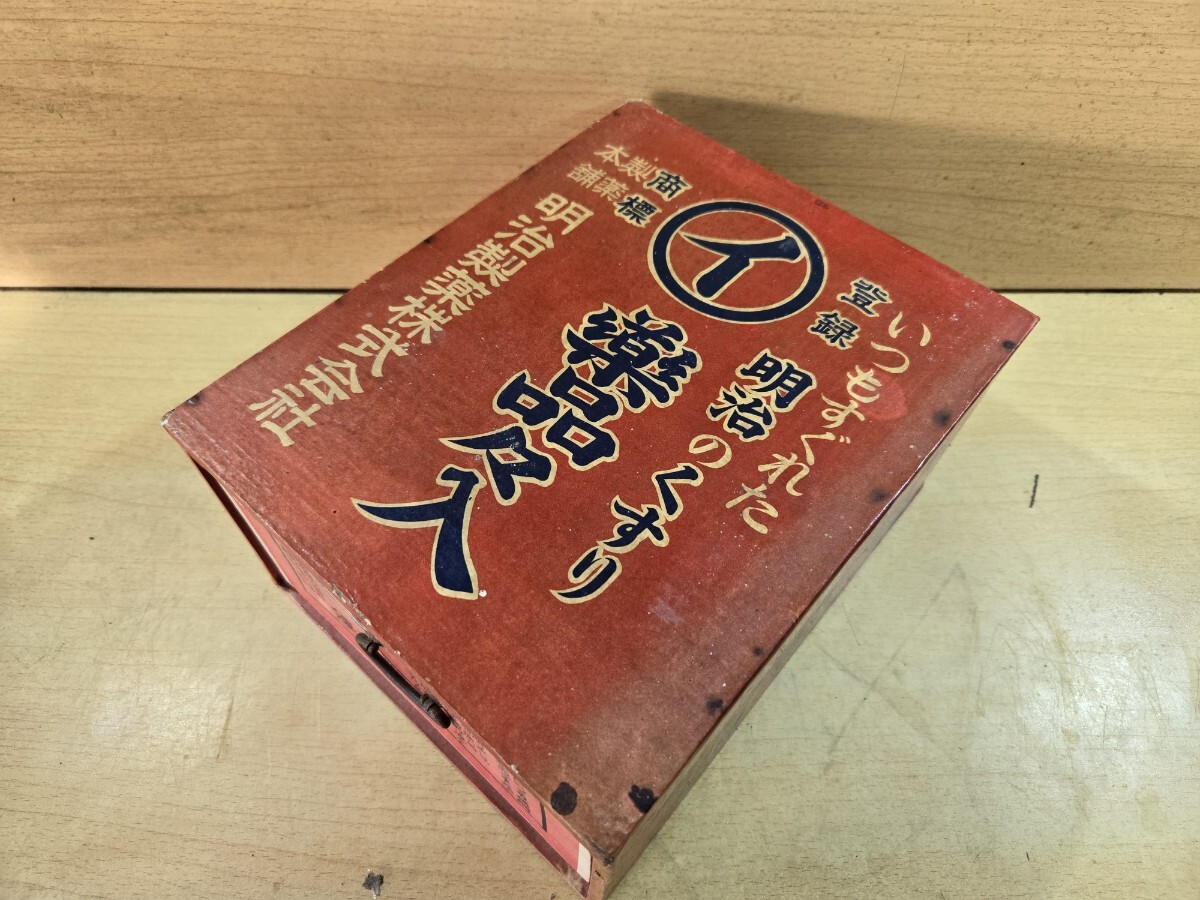 いつもすぐれた
明治のくすり
登録
イ
商標
薬品入
製薬
本舗
明治製薬株式会社